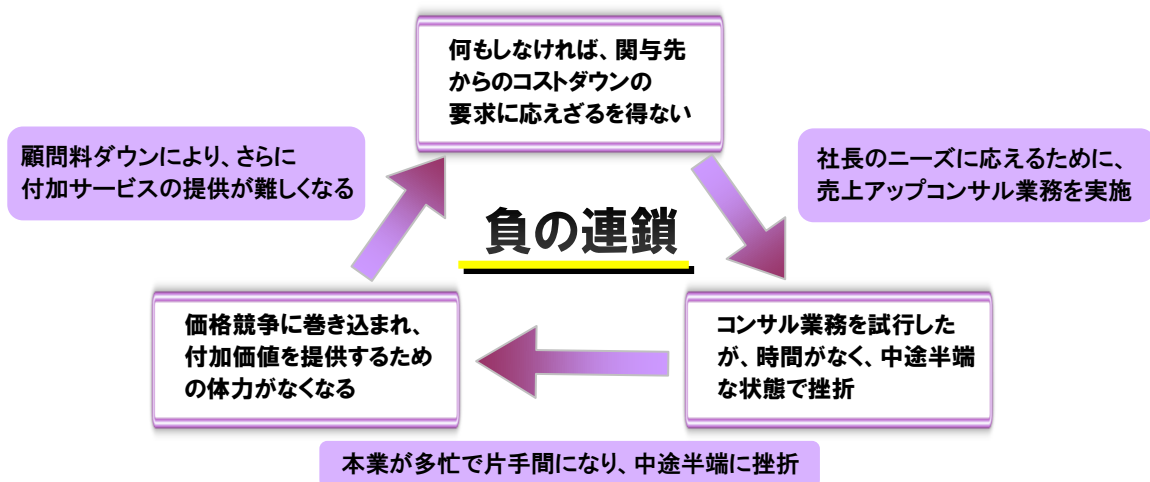 何もしなければ、関与先
からのコストダウンの
要求に応えざるを得ない
顧問料ダウンにより、さらに
付加サービスの提供が難しくなる
社長のニーズに応えるために、
売上アップコンサル業務を実施
負の連鎖
価格競争に巻き込まれ、
付加価値を提供するため
の体力がなくなる
コンサル業務を試行した
が、時間がなく、中途半端
な状態で挫折
本業が多忙で片手間になり、中途半端に挫折